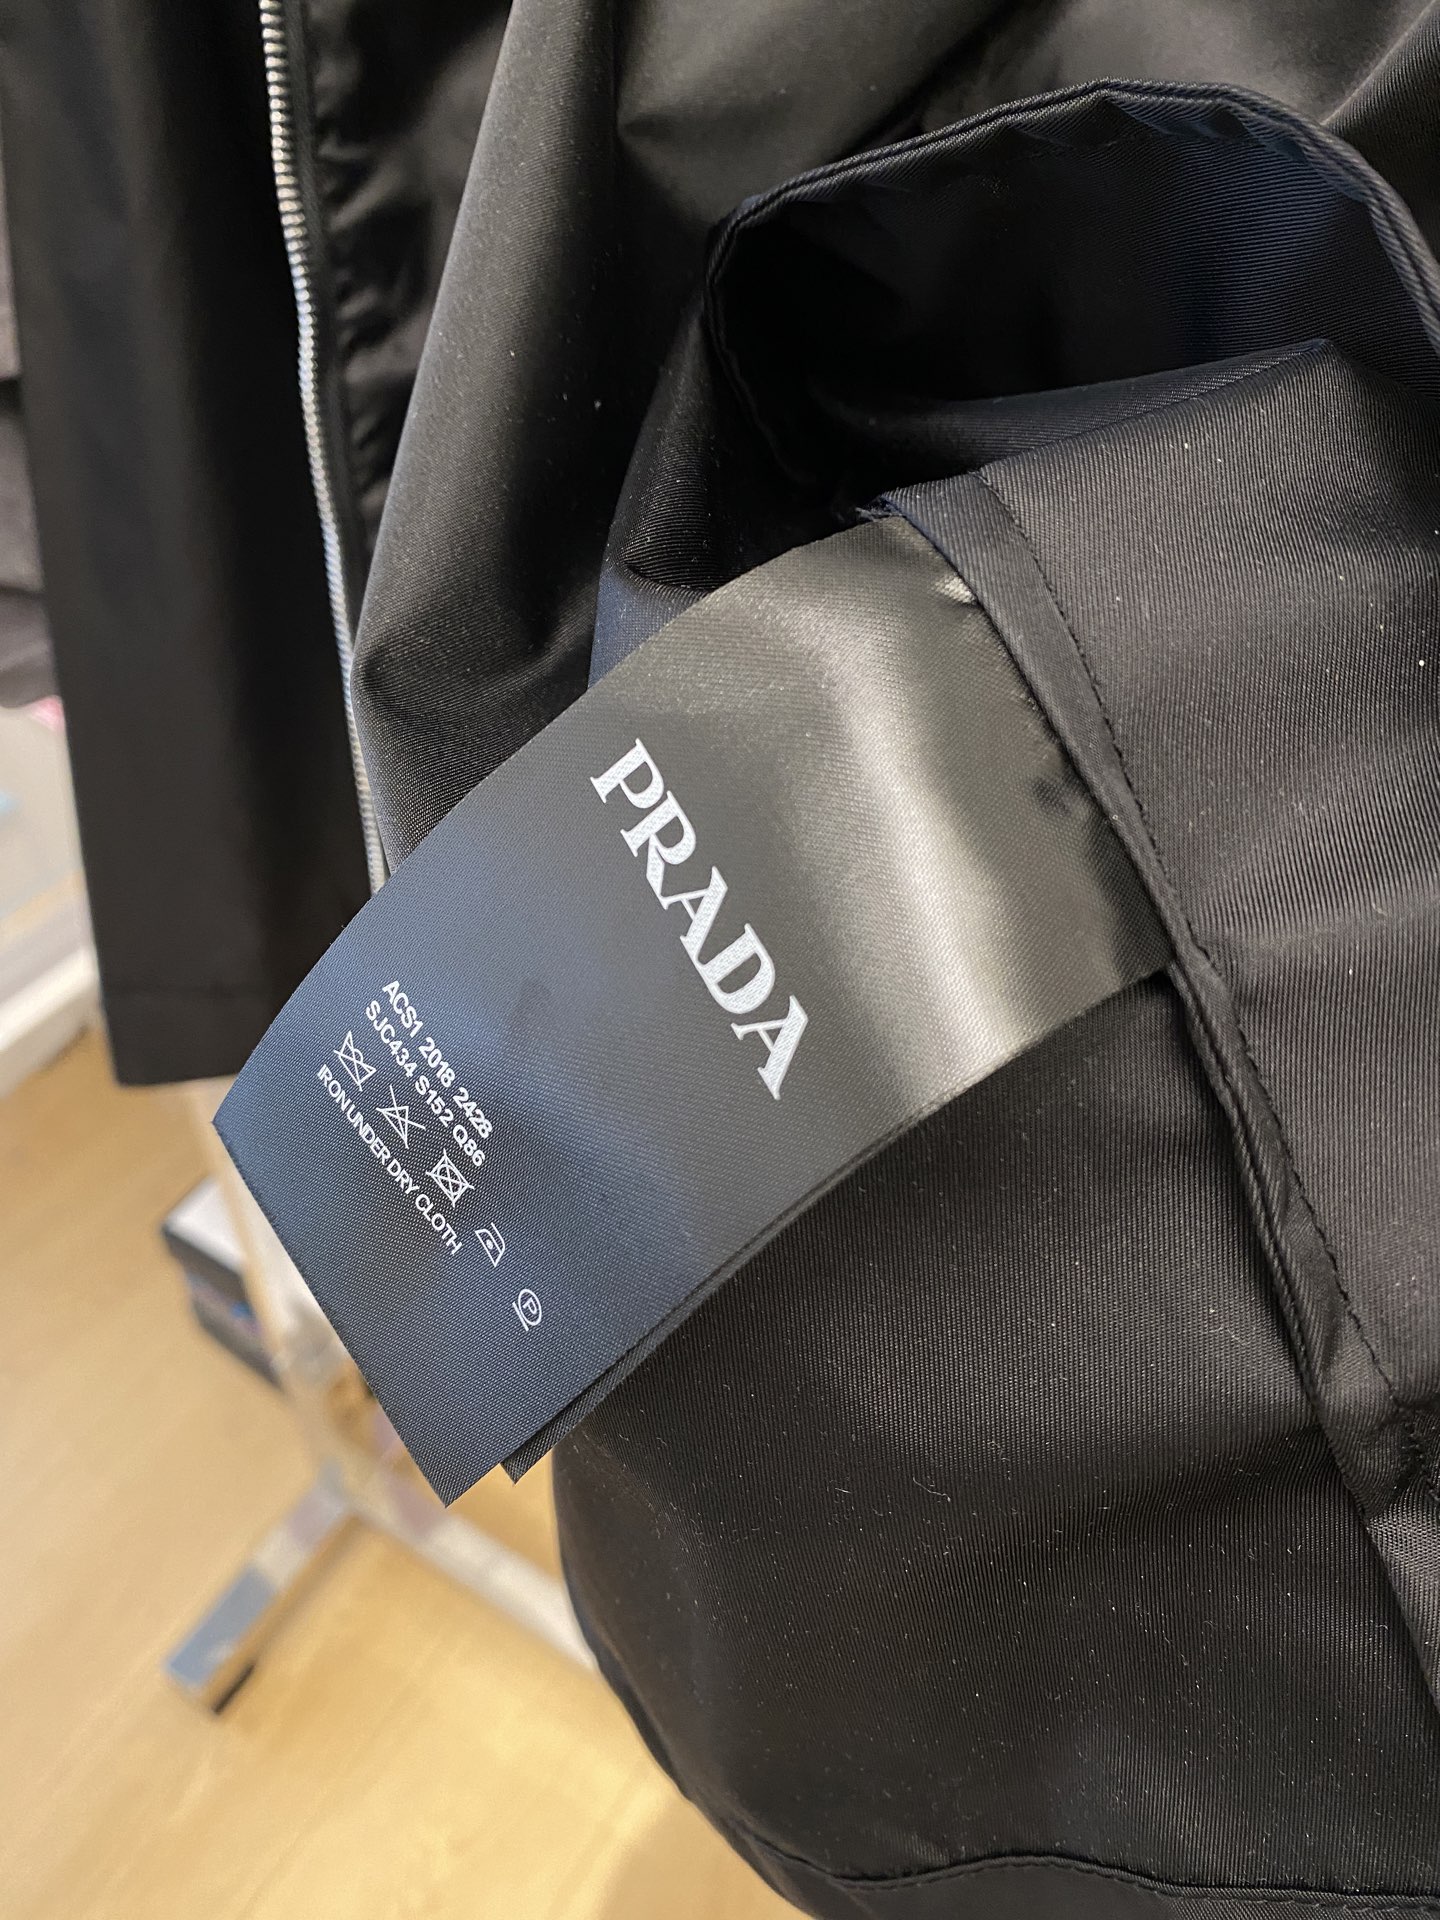 PRADA
ACS1 2018 2428
SJC434 S152 Q86
IRON UNDER DRY CLOTH
P